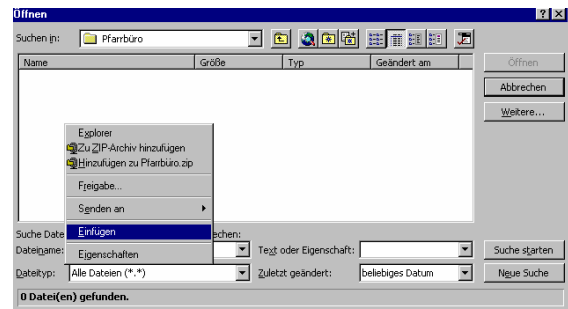 Öffnen
Suchen in: Pfarrbüro
Name Größe Typ Geändert am
Öffnen
Abbrechen
Weitere...
Explorer
Zu ZIP-Archiv hinzufügen
Hinzufügen zu Pfarrbüro.zip
Freigabe...
Senden an
Einfügen
Eigenschaften
Suche Date echen:
Dateiname: Text oder Eigenschaft: Suche starten
Dateityp: Alle Dateien (*.*) Zuletzt geändert: beliebiges Datum Neue Suche
0 Datei(en) gefunden.